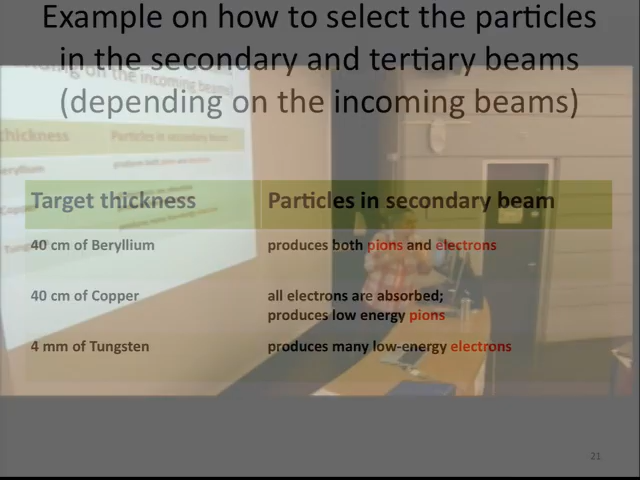 Example on how to select the particles
in the secondary and tertiary beams
(depending on the incoming beams)
Target thickness Particles in secondary beam
40 cm of Beryllium produces both pions and electrons
40 cm of Copper all electrons are absorbed;
produces low energy pions
4 mm of Tungsten produces many low-energy electrons
21